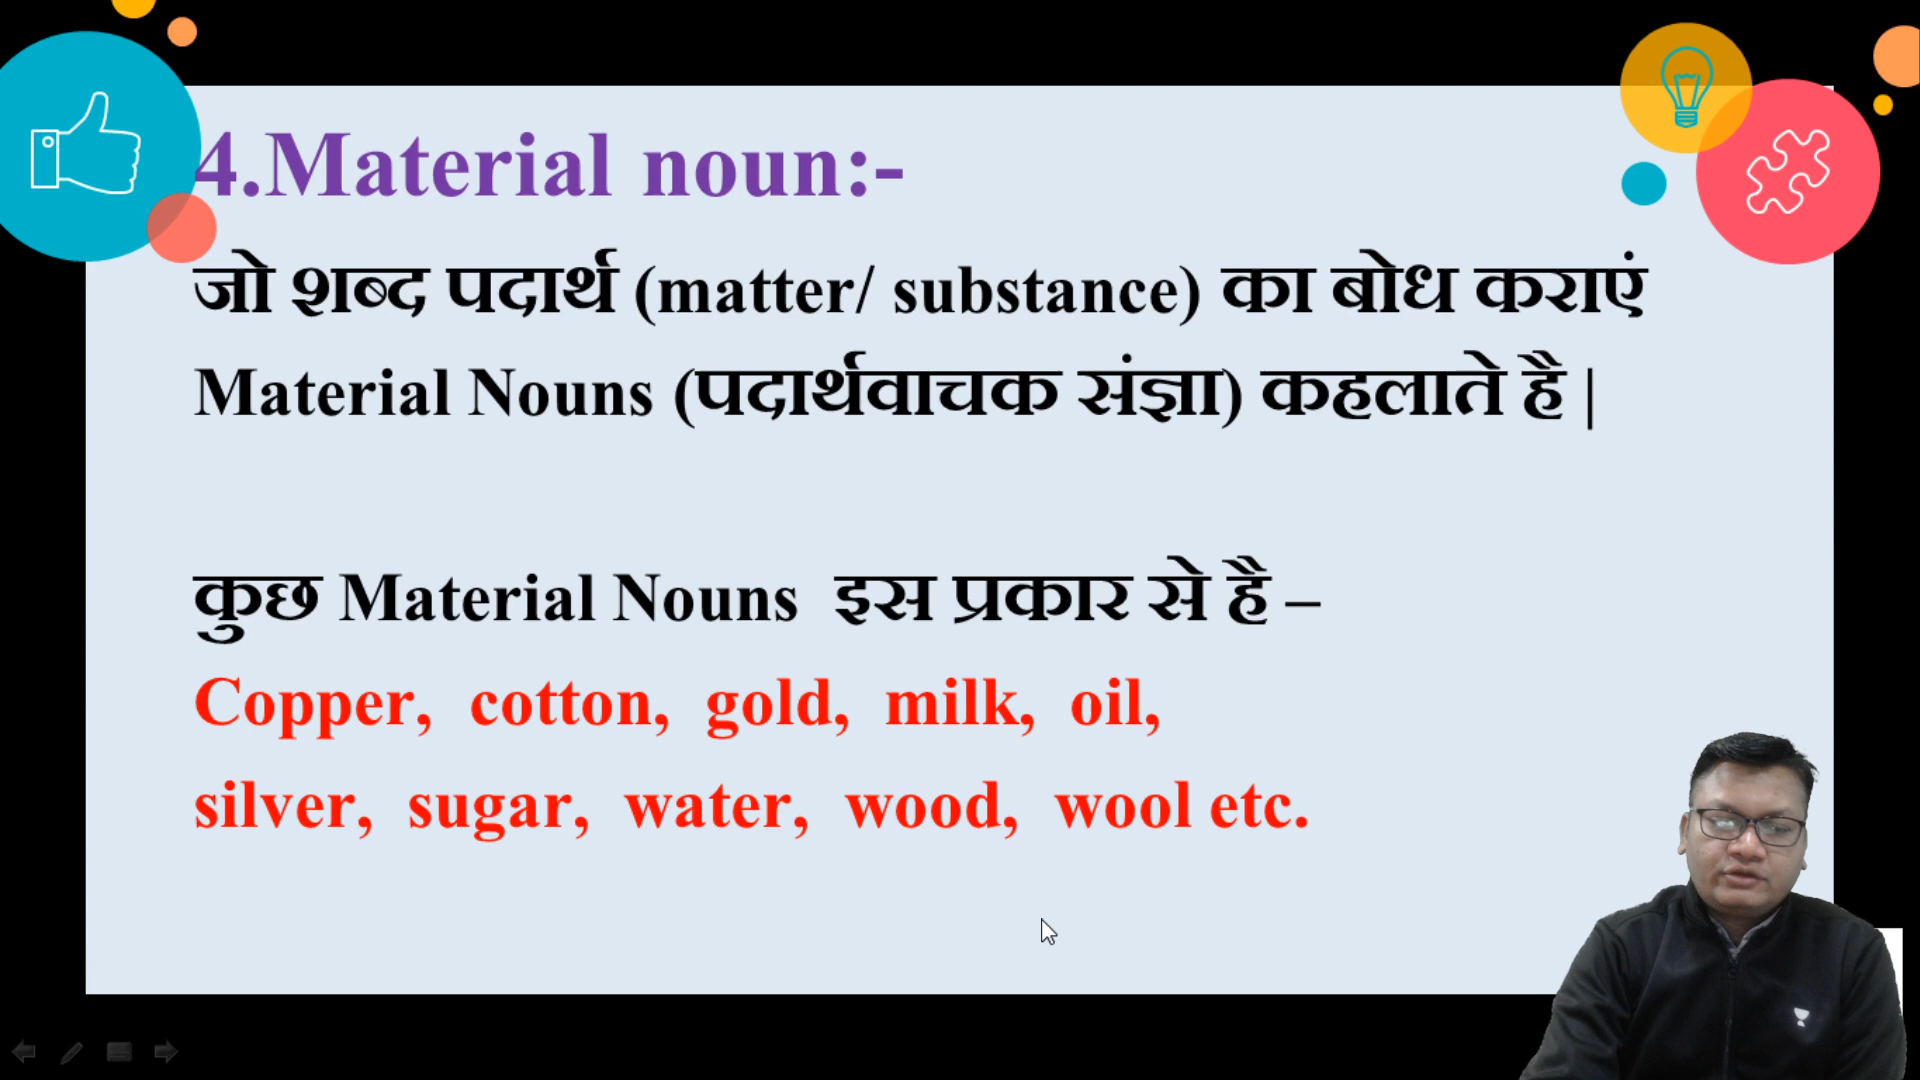 4.Material noun:-
जो शब्द पदार्थ (matter/ substance) का बोध कराएं
Material Nouns (पदार्थवाचक संज्ञा) कहलाते है |
कुछ Material Nouns इस प्रकार से है –
Copper, cotton, gold, milk, oil,
silver, sugar, water, wood, wool etc.